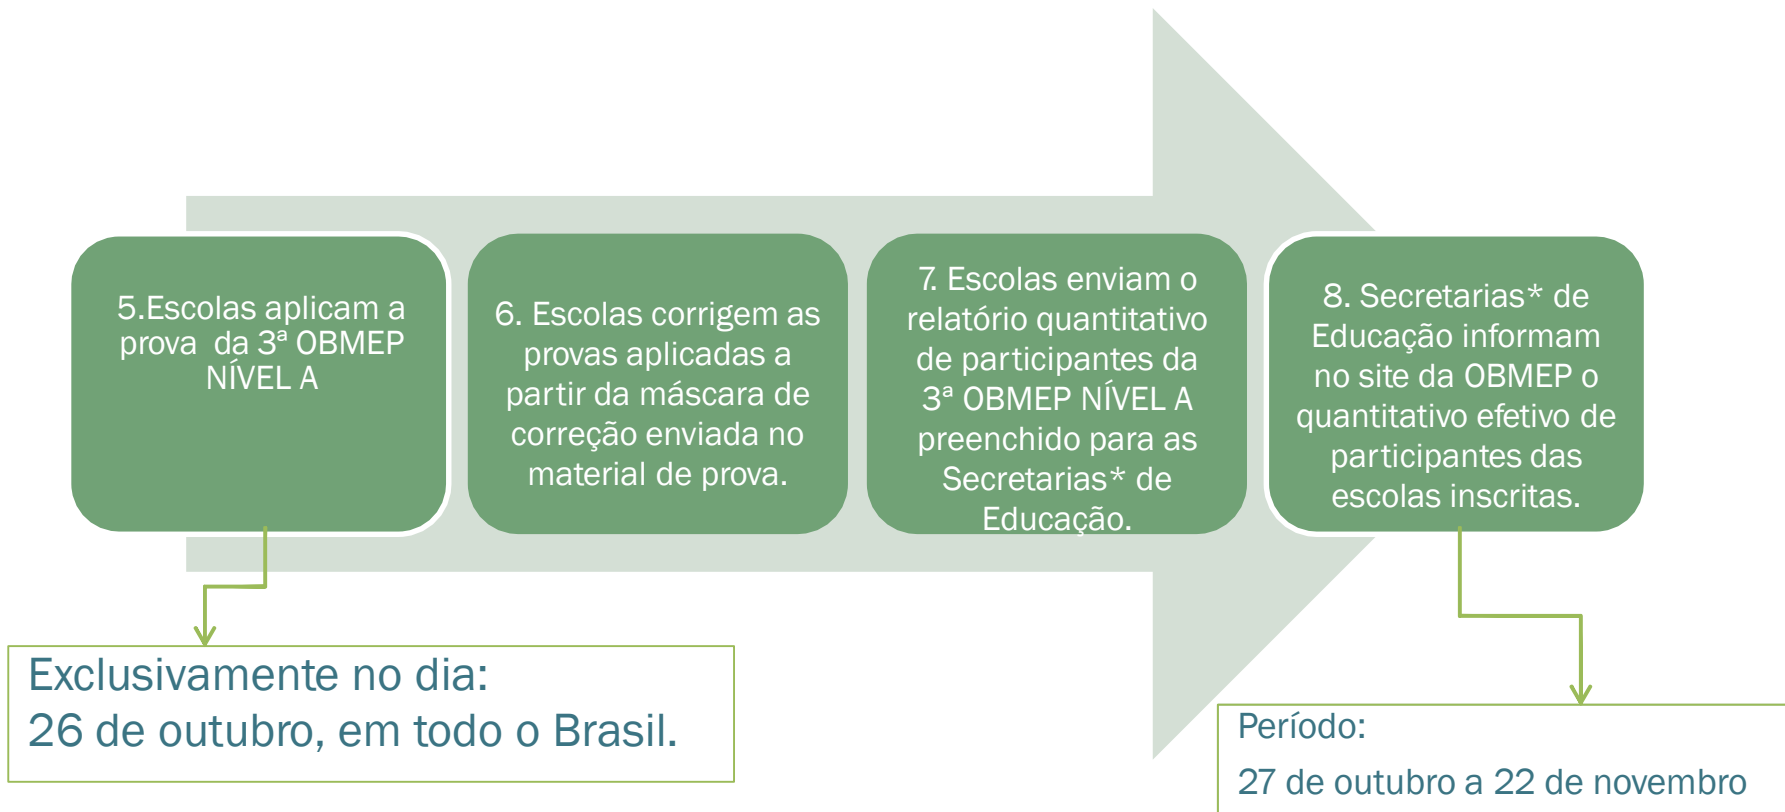 5.Escolas aplicam a
prova da 3ª OBMEP
NÍVEL A
6. Escolas corrigem as
provas aplicadas a
partir da máscara de
correção enviada no
material de prova.
7. Escolas enviam o
relatório quantitativo
de participantes da
3ª OBMEP NÍVEL A
preenchido para as
Secretarias* de
Educação.
8. Secretarias* de
Educação informam
no site da OBMEP o
quantitativo efetivo de
participantes das
escolas inscritas.
Exclusivamente no dia:
26 de outubro, em todo o Brasil.
Período:
27 de outubro a 22 de novembro